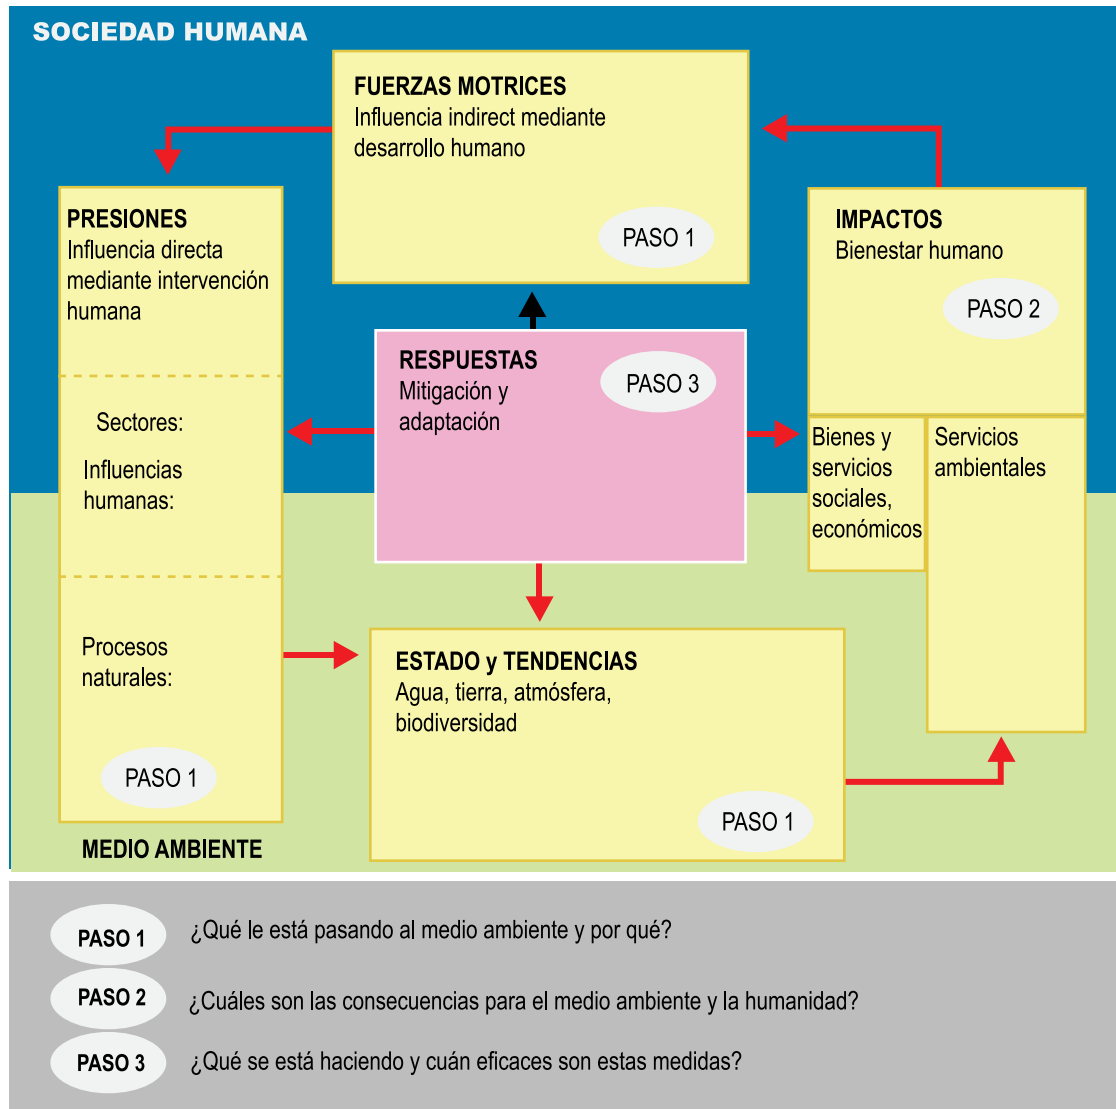 SOCIEDAD HUMANA
FUERZAS MOTRICES
Influencia indirect mediante
desarrollo humano
PASO 1
PRESIONES
Influencia directa
mediante intervención
humana
Sectores:
Influencias
humanas:
Procesos
naturales:
PASO 1
IMPACTOS
Bienestar humano
PASO 2
Bienes y
servicios
sociales,
económicos
Servicios
ambientales
RESPUESTAS
Mitigación y
adaptación
PASO 3
ESTADO y TENDENCIAS
Agua, tierra, atmósfera,
biodiversidad
PASO 1
MEDIO AMBIENTE
PASO 1 ¿Qué le está pasando al medio ambiente y por qué?
PASO 2 ¿Cuáles son las consecuencias para el medio ambiente y la humanidad?
PASO 3 ¿Qué se está haciendo y cuán eficaces son estas medidas?